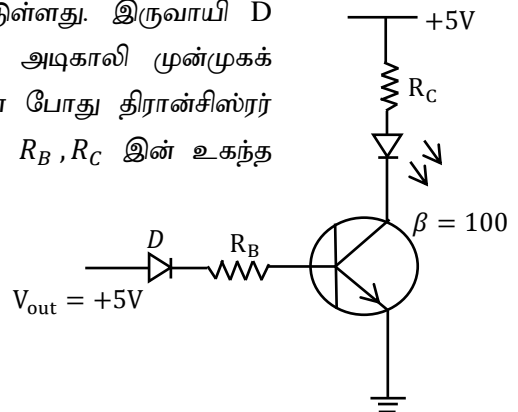 டுள்ளது. இருவாயி D
அடிகாலி முன்முகக்
போது திரான்சிஸ்ரர்
R_B , R_C இன் உகந்த
+5V
R_C
β = 100
D
R_B
V_out = +5V